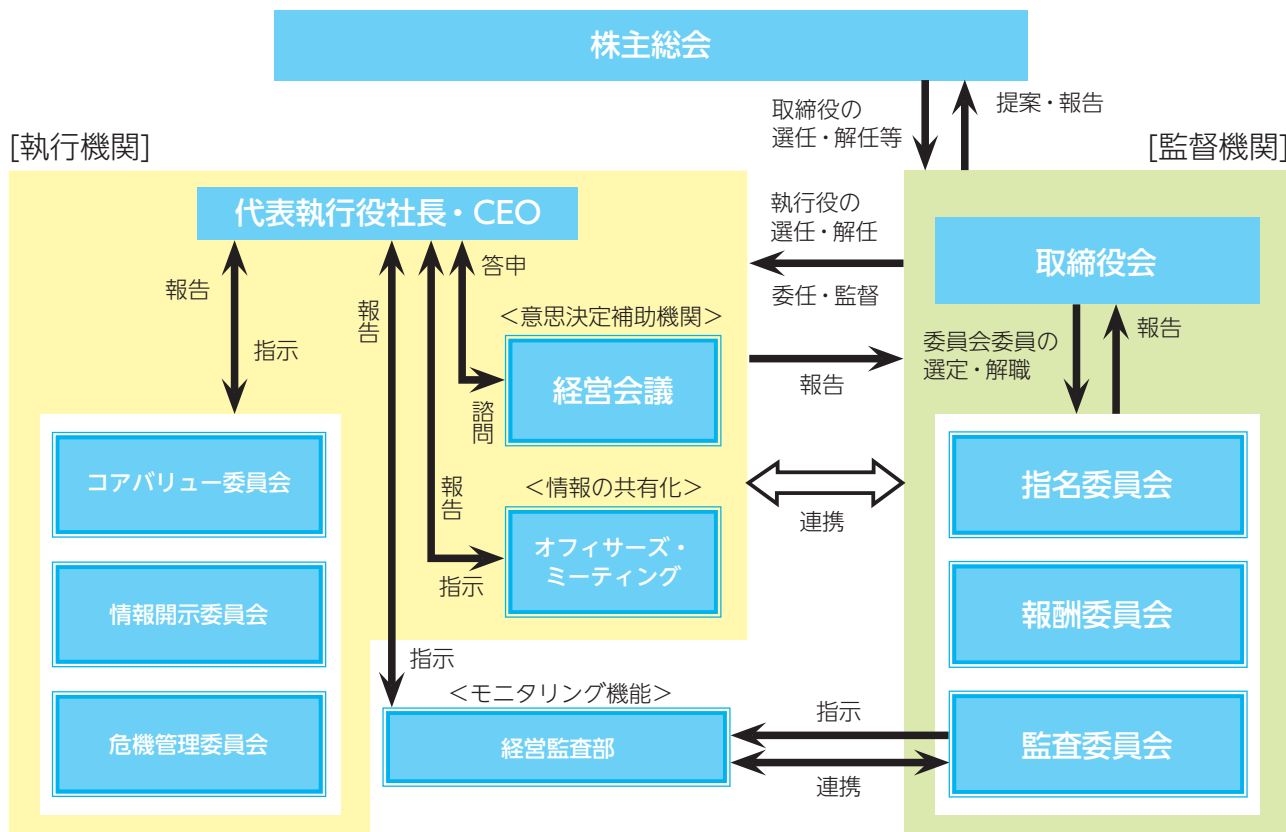 株主総会
取締役の
選任・解任等
提案・報告
[執行機関]
[監督機関]
代表執行役社長・CEO
執行役の
選任・解任
委任・監督
取締役会
答申
報告
報告
指示
＜意思決定補助機関＞
経営会議
諮問
報告
委員会委員の
選定・解職
報告
コアバリュー委員会
報告
＜情報の共有化＞
オフィサーズ・
ミーティング
指示
連携
指名委員会
情報開示委員会
報酬委員会
指示
＜モニタリング機能＞
危機管理委員会
経営監査部
指示
連携
監査委員会